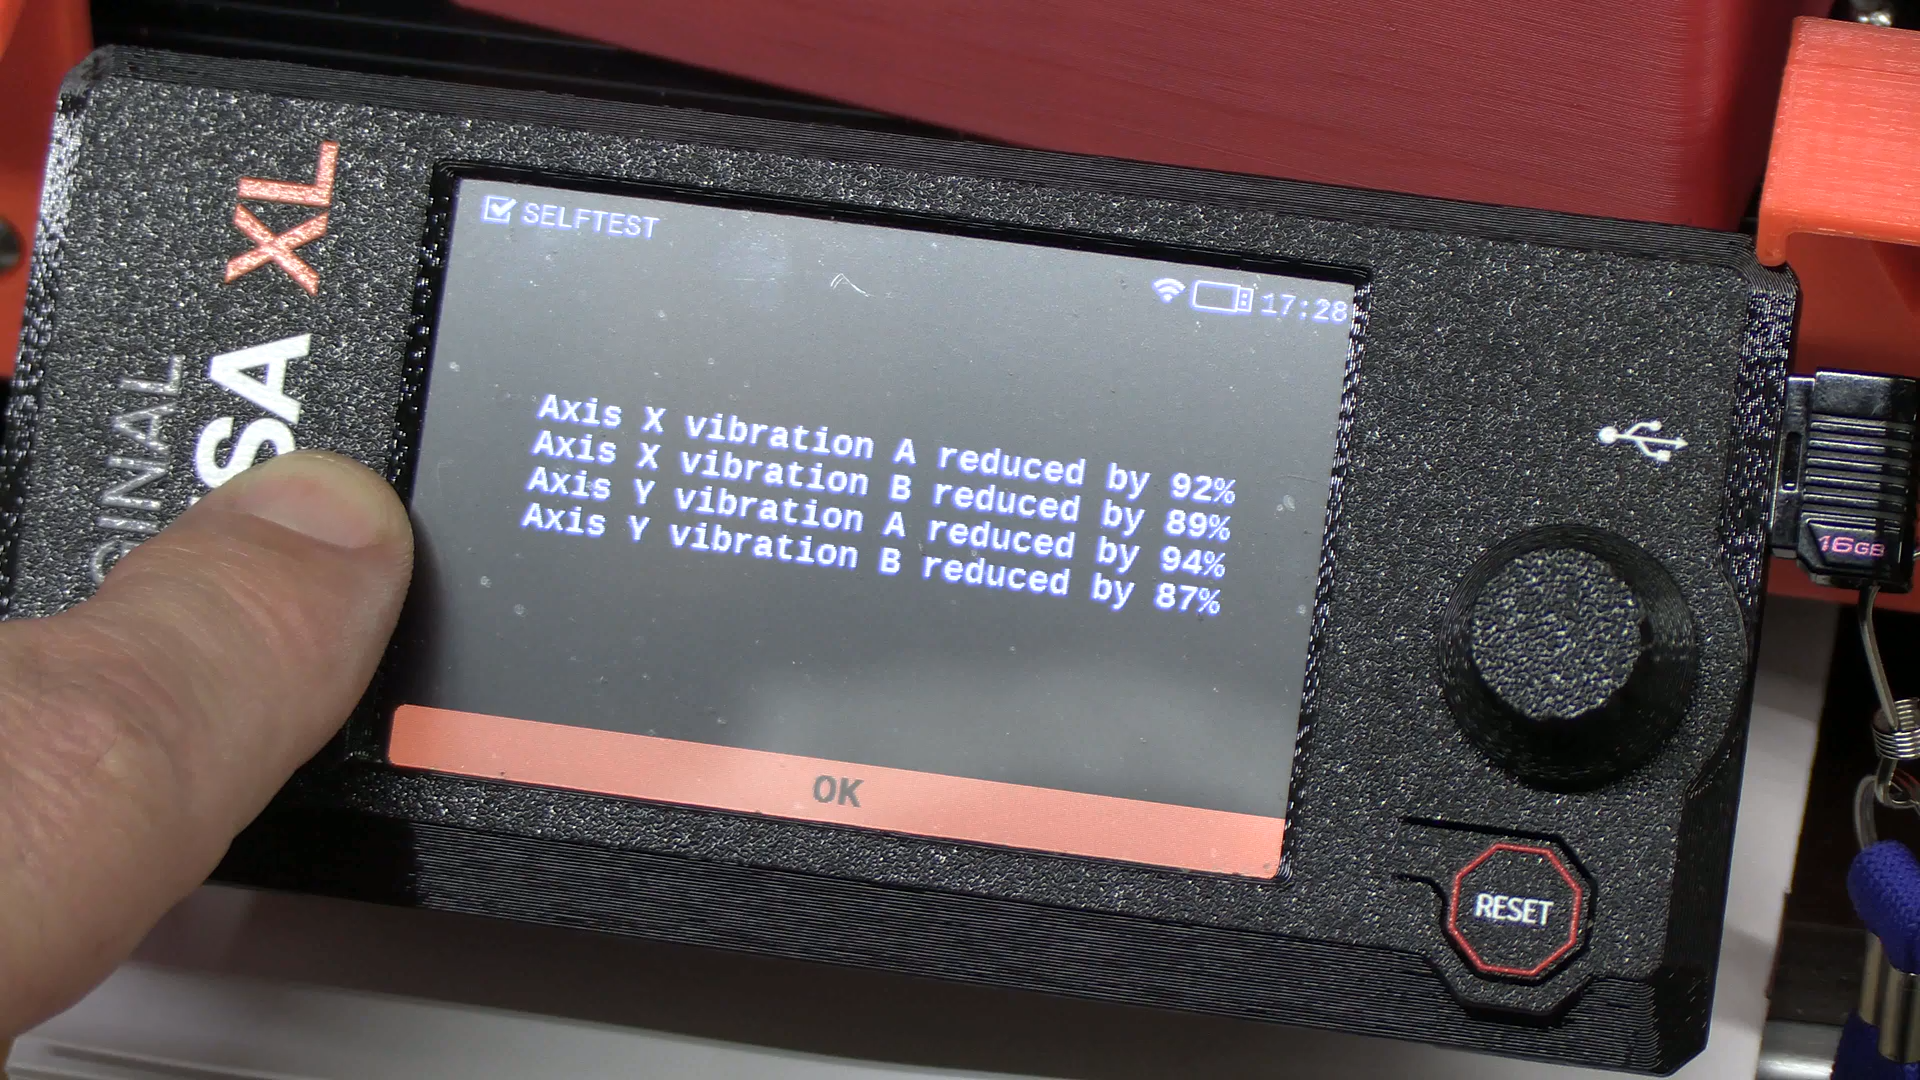 SELFTEST
17:28
Axis X vibration A reduced by 92%
Axis X vibration B reduced by 89%
Axis Y vibration A reduced by 94%
Axis Y vibration B reduced by 87%
OK
XL
16GB
RESET